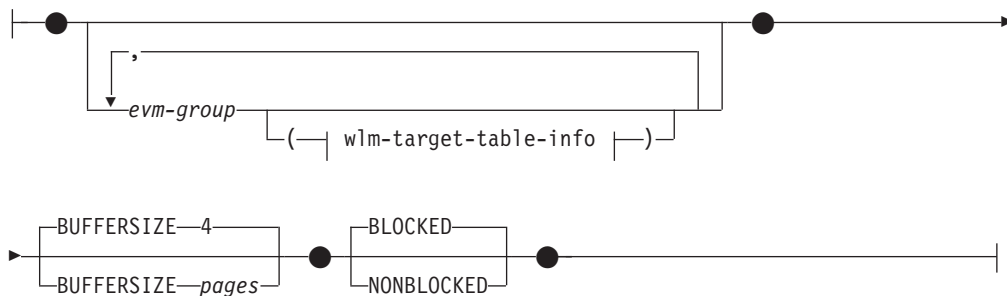 ,
evm-group
( wlm-target-table-info )
BUFFERSIZE 4 BLOCKED
BUFFERSIZE pages NONBLOCKED